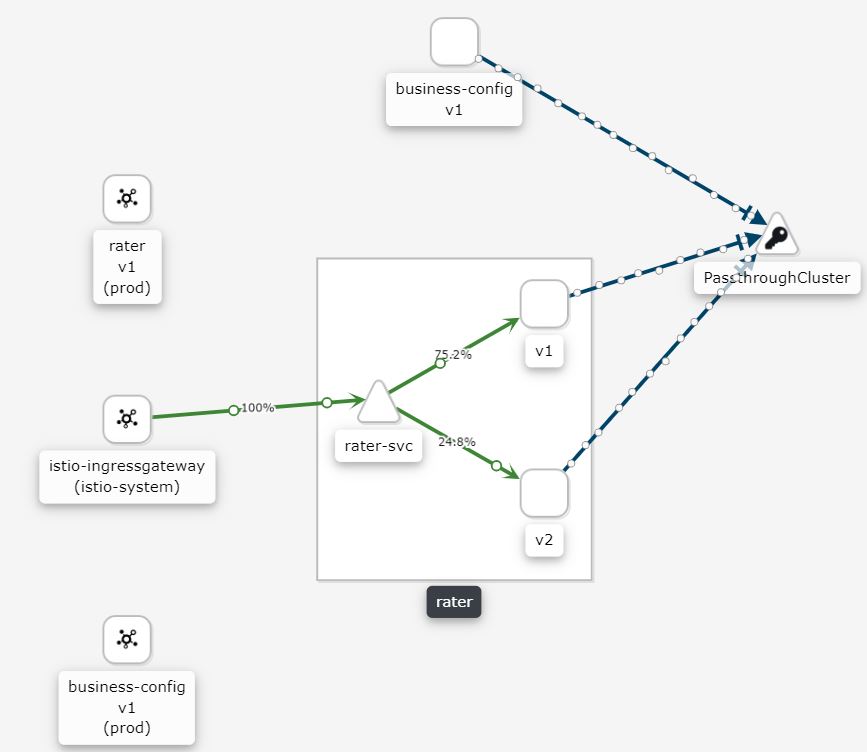 business-config
v1
rater
v1
(prod)
PassthroughCluster
75.2%
v1
100%
istio-ingressgateway
(istio-system)
rater-svc
24.8%
v2
rater
business-config
v1
(prod)